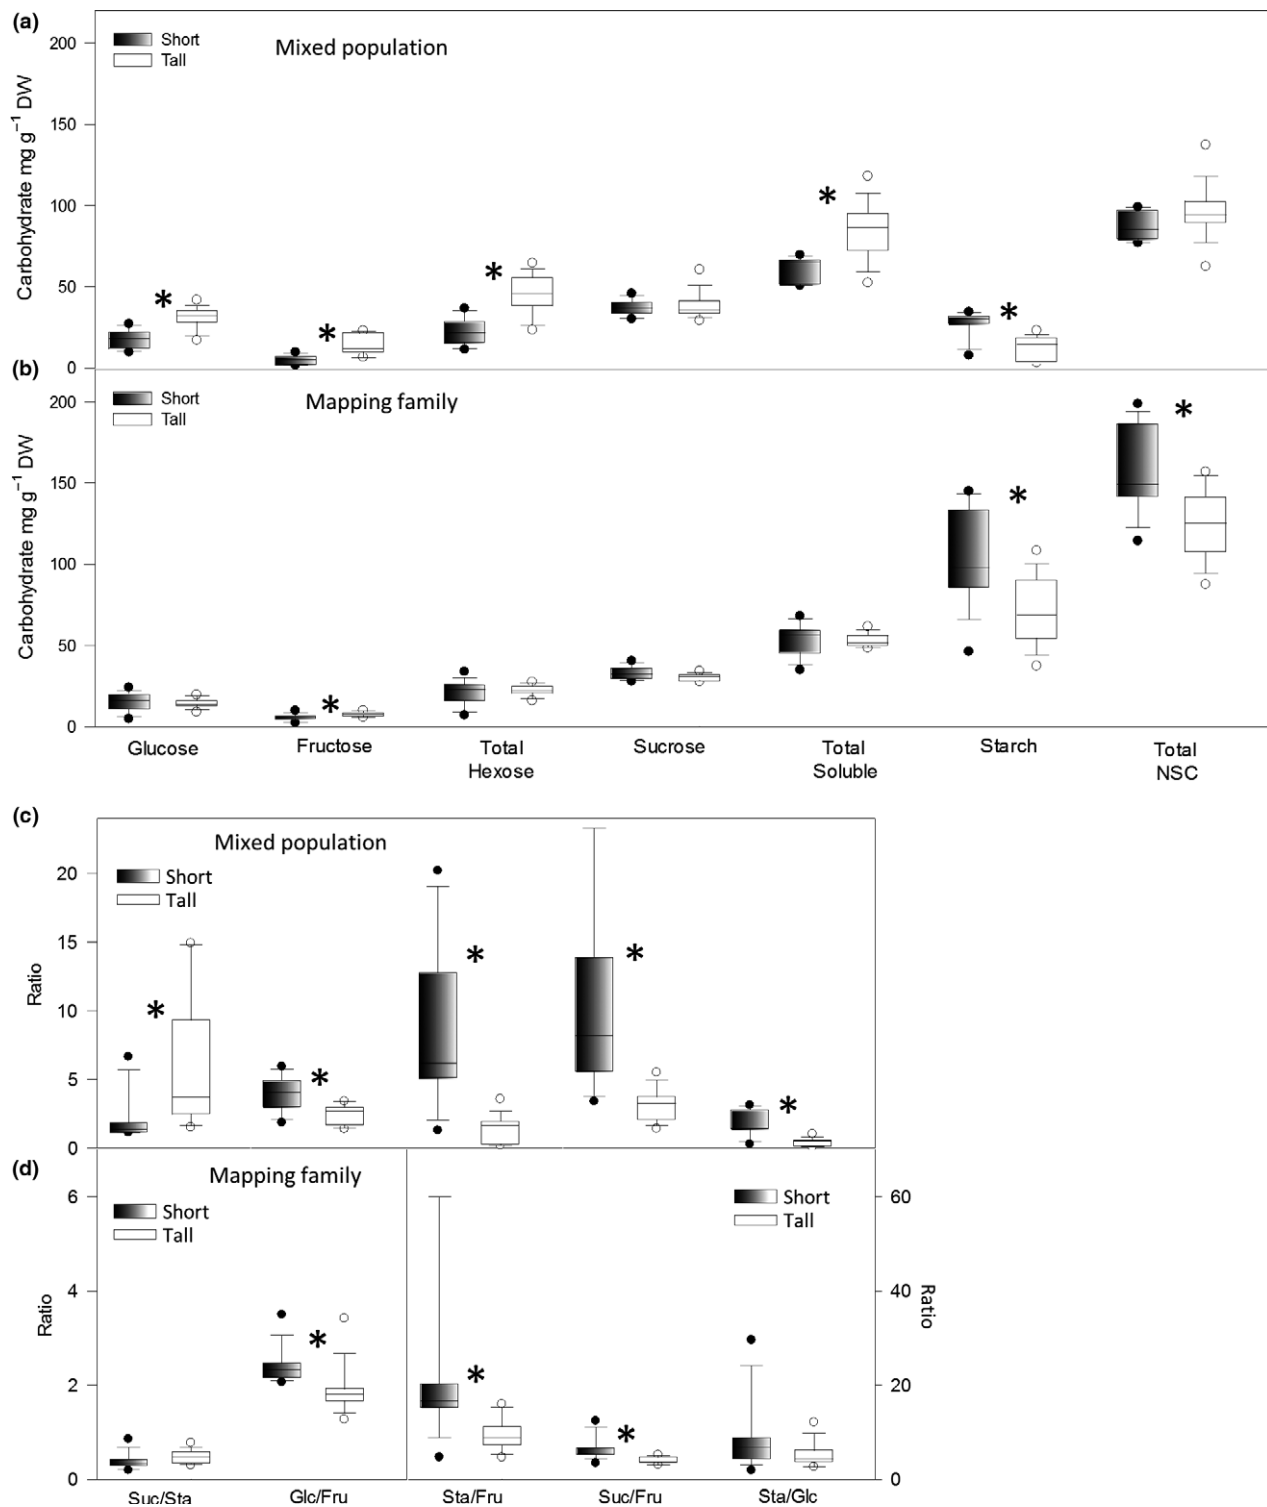 (a)
Short
Tall
Mixed population
200
150
100
50
0
Carbohydrate mg g⁻¹ DW
*
*
*
*
*
(b)
Short
Tall
Mapping family
200
150
100
50
0
Carbohydrate mg g⁻¹ DW
*
*
*
Glucose
Fructose
Total
Hexose
Sucrose
Total
Soluble
Starch
Total
NSC
(c)
Mixed population
Short
Tall
20
15
10
5
0
Ratio
*
*
*
*
*
(d)
Mapping family
Short
Tall
Short
Tall
6
4
2
0
Ratio
60
40
20
0
Ratio
*
*
*
Suc/Sta
Glc/Fru
Sta/Fru
Suc/Fru
Sta/Glc